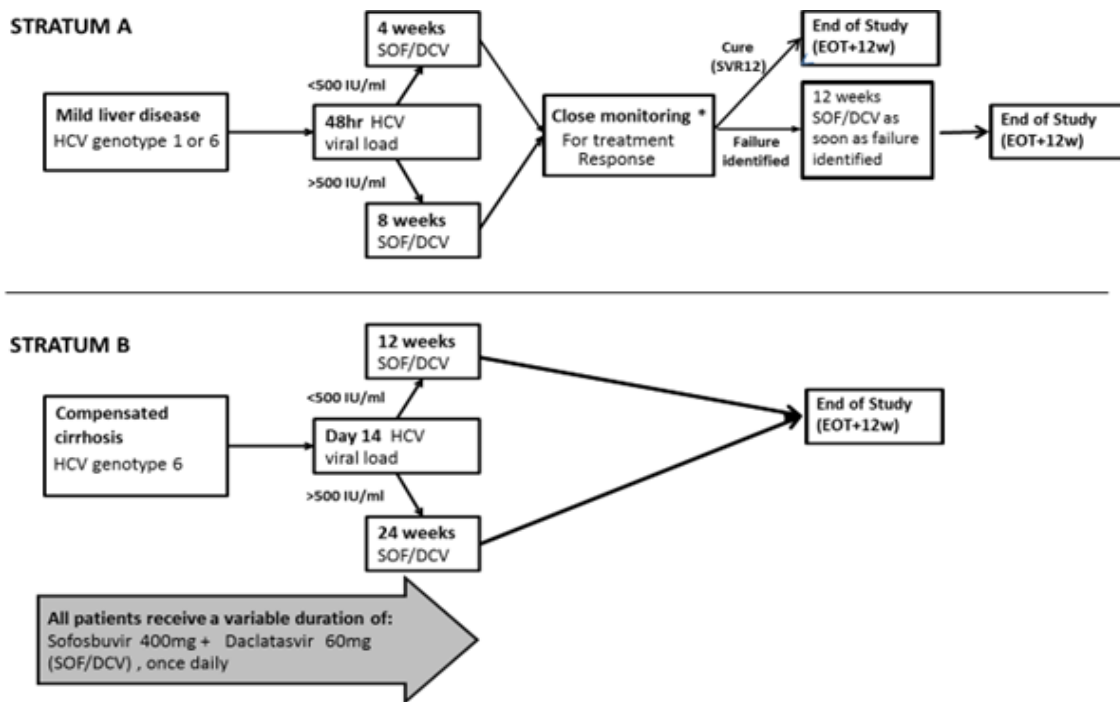 STRATUM A
4 weeks
SOF/DCV
<500 IU/ml
Mild liver disease
HCV genotype 1 or 6
48hr HCV
viral load
>500 IU/ml
8 weeks
SOF/DCV
Close monitoring *
For treatment
Response
Cure
(SVR12)
End of Study
(EOT+12w)
Failure
identified
12 weeks
SOF/DCV as
soon as failure
identified
End of Study
(EOT+12w)
STRATUM B
12 weeks
SOF/DCV
<500 IU/ml
Compensated
cirrhosis
HCV genotype 6
Day 14 HCV
viral load
>500 IU/ml
24 weeks
SOF/DCV
End of Study
(EOT+12w)
All patients receive a variable duration of:
Sofosbuvir 400mg + Daclatasvir 60mg
(SOF/DCV) , once daily